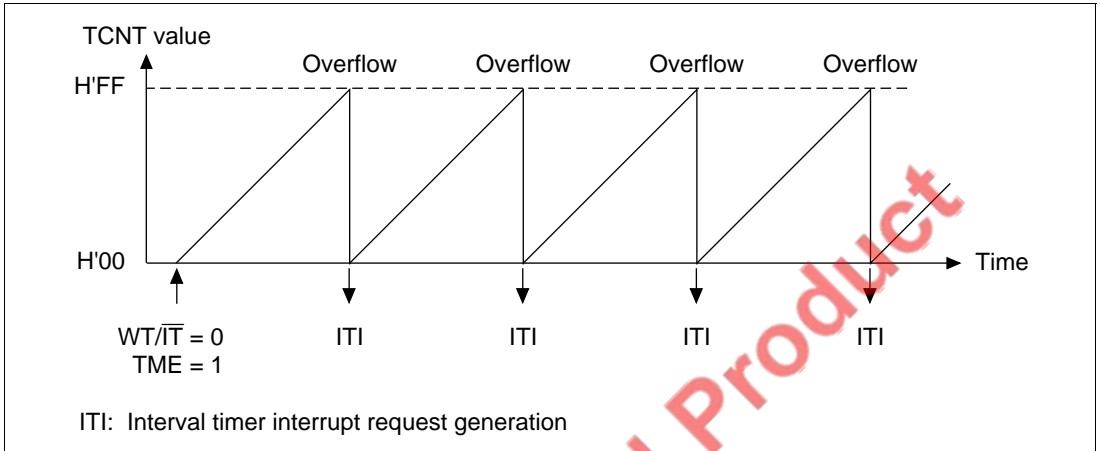 TCNT value
Overflow Overflow Overflow Overflow
H'FF
H'00
Time
WT/I̅T̅ = 0
TME = 1
ITI ITI ITI ITI
ITI: Interval timer interrupt request generation
Product